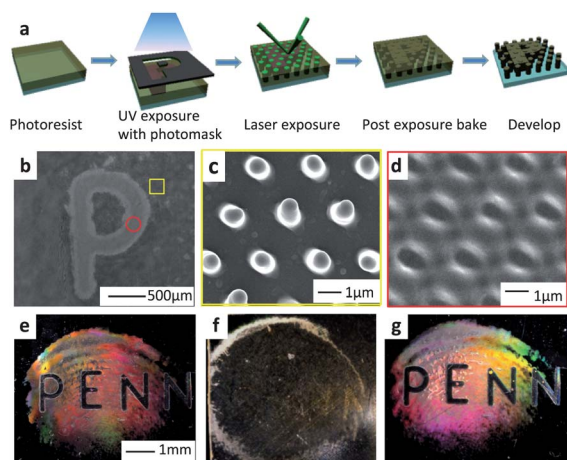 a
Photoresist
UV exposure
with photomask
Laser exposure
Post exposure bake
Develop
b
500μm
c
1μm
d
1μm
e
PENN
1mm
f
g
PENN